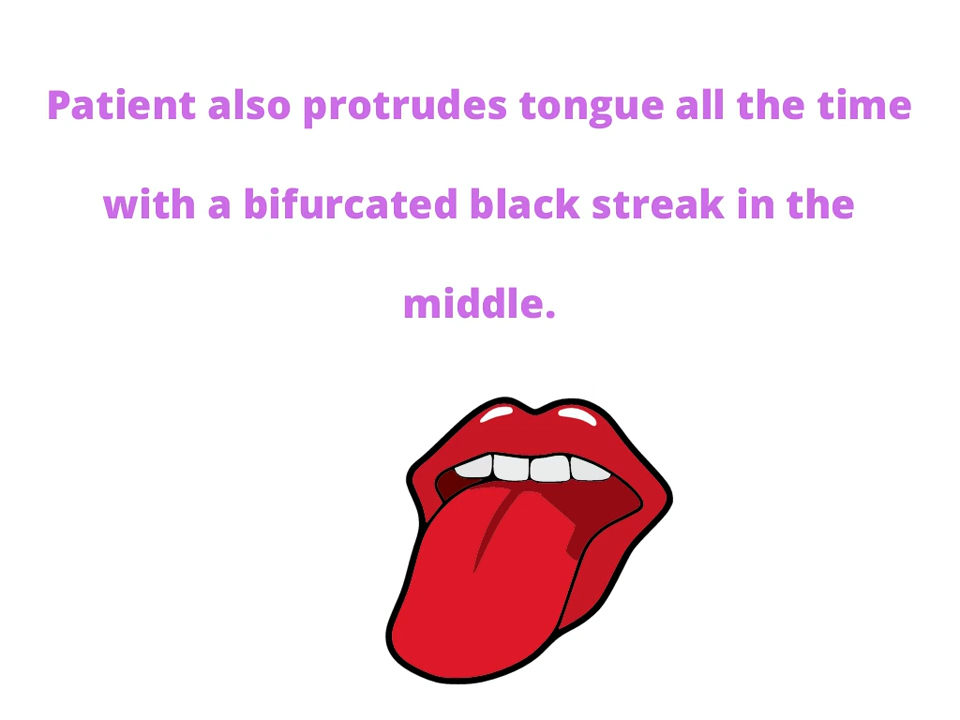 Patient also protrudes tongue all the time
with a bifurcated black streak in the
middle.